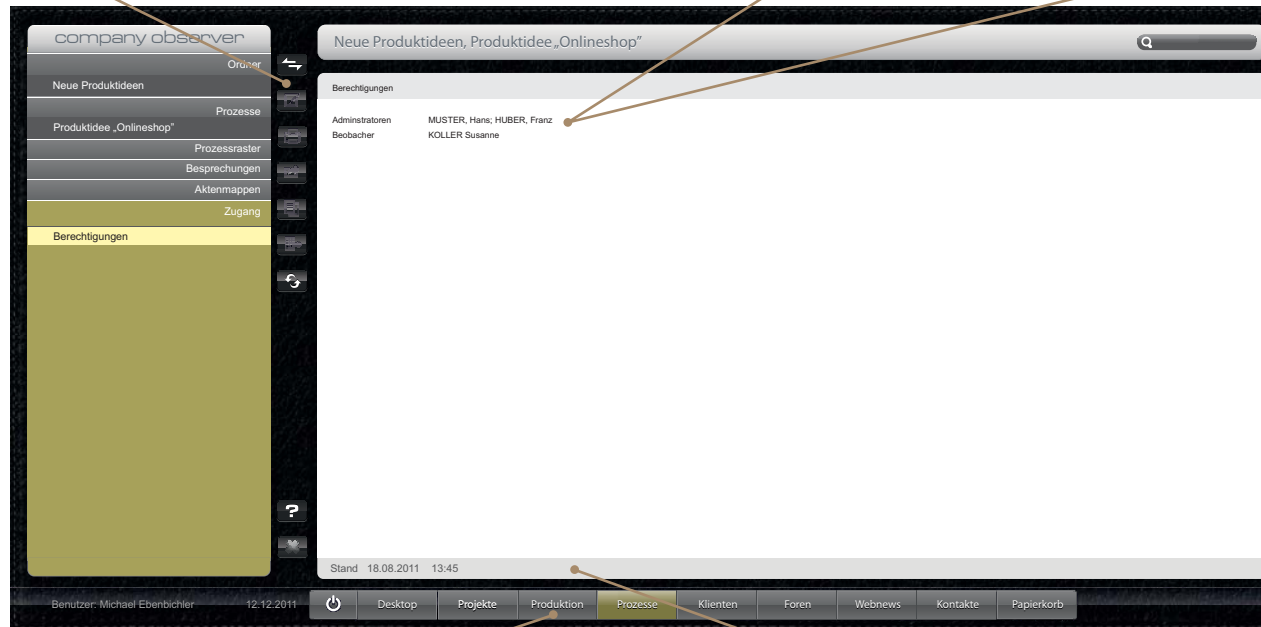 company observer
Ordner
Neue Produktideen
Prozesse
Produktidee „Onlineshop”
Prozessraster
Besprechungen
Aktenmappen
Zugang
Berechtigungen
Neue Produktideen, Produktidee „Onlineshop”
Berechtigungen
Adminstratoren MUSTER, Hans; HUBER, Franz
Beobacher KOLLER Susanne
?
Stand 18.08.2011 13:45
Benutzer: Michael Ebenbichler 12.12.2011
Desktop Projekte Produktion Prozesse Klienten Foren Webnews Kontakte Papierkorb